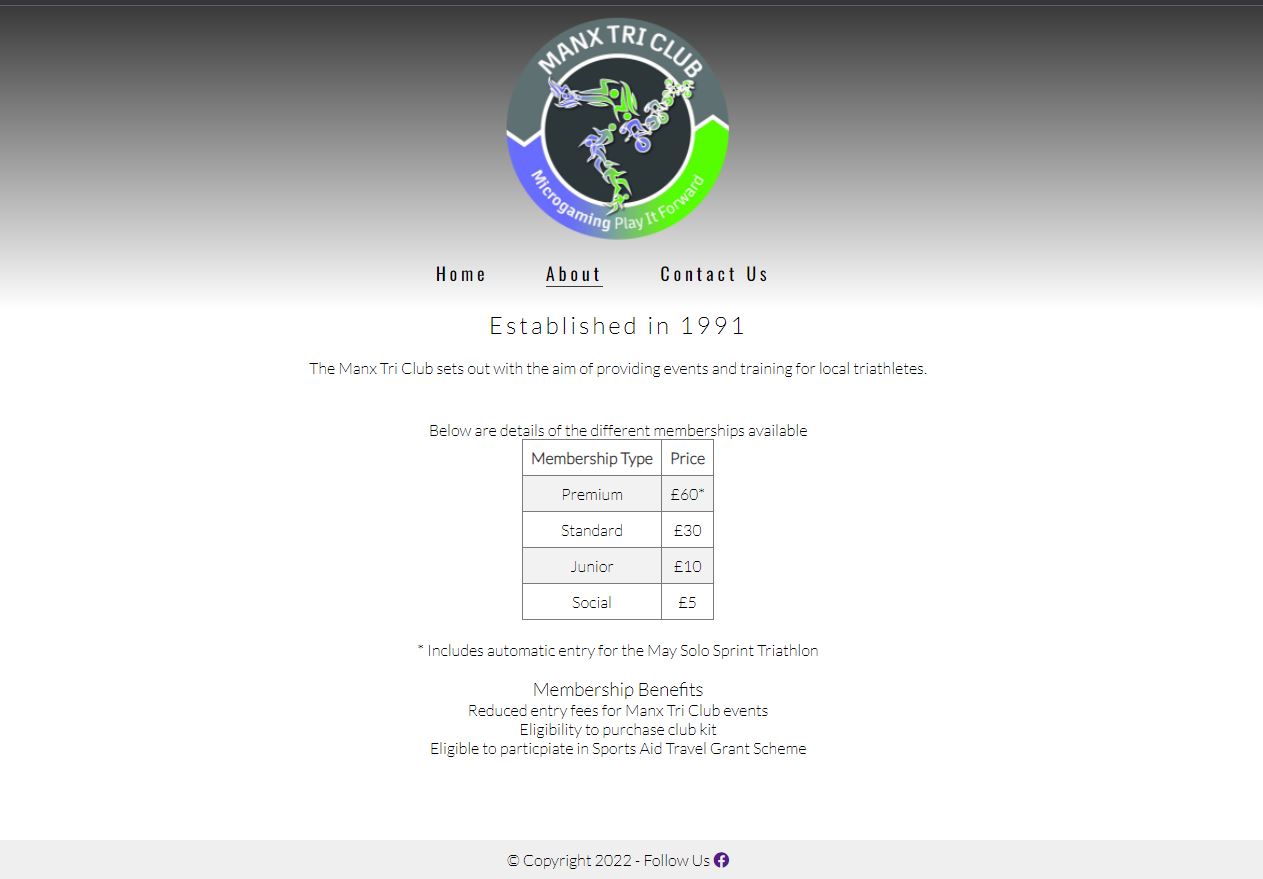 MANX TRI CLUB
Microgaming Play It Forward
Home About Contact Us
Established in 1991
The Manx Tri Club sets out with the aim of providing events and training for local triathletes.
Below are details of the different memberships available
Membership Type Price
Premium £60*
Standard £30
Junior £10
Social £5
* Includes automatic entry for the May Solo Sprint Triathlon
Membership Benefits
Reduced entry fees for Manx Tri Club events
Eligibility to purchase club kit
Eligible to particpiate in Sports Aid Travel Grant Scheme
© Copyright 2022 - Follow Us